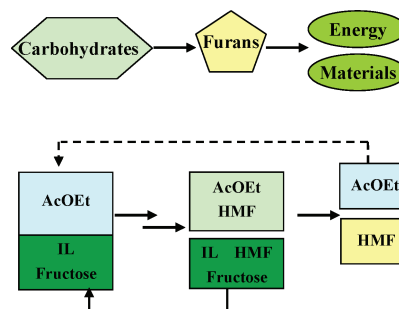 Carbohydrates
Furans
Energy
Materials
AcOEt
IL
Fructose
AcOEt
HMF
IL HMF
Fructose
AcOEt
HMF